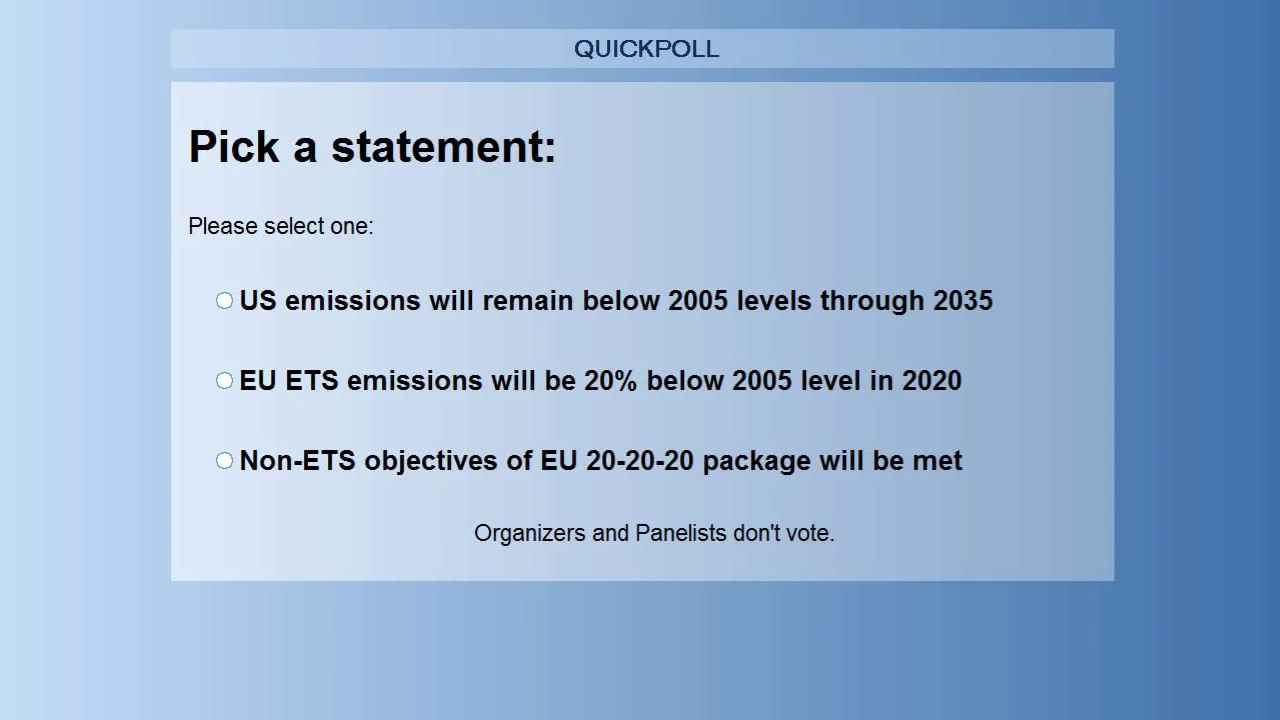 QUICKPOLL
Pick a statement:
Please select one:
US emissions will remain below 2005 levels through 2035
EU ETS emissions will be 20% below 2005 level in 2020
Non-ETS objectives of EU 20-20-20 package will be met
Organizers and Panelists don't vote.